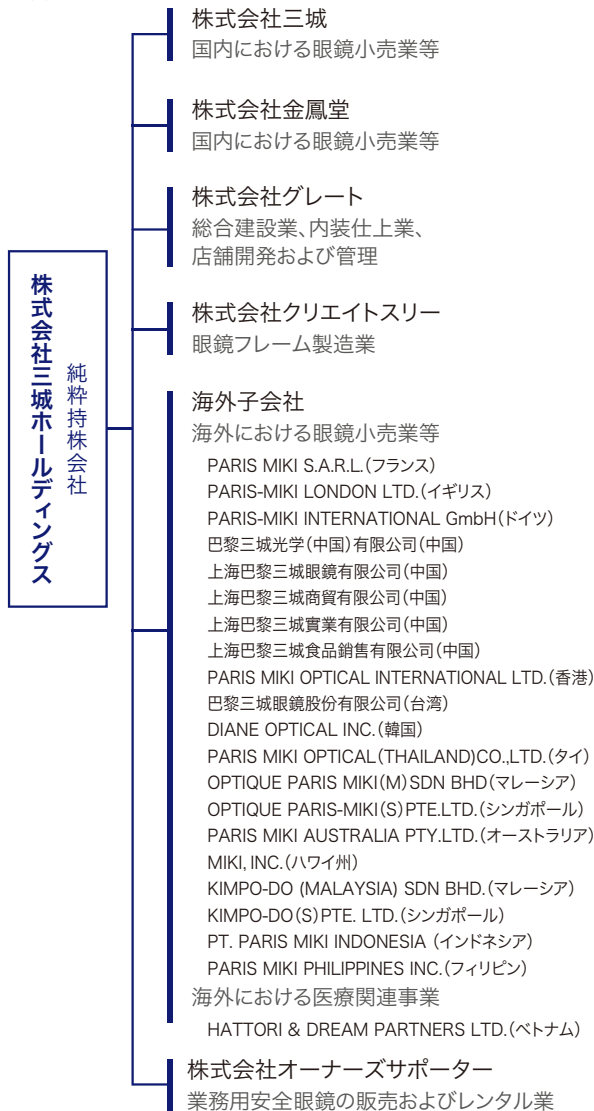 株式会社三城ホールディングス
純粋持株会社
株式会社三城
国内における眼鏡小売業等
株式会社金鳳堂
国内における眼鏡小売業等
株式会社グレート
総合建設業、内装仕上業、
店舗開発および管理
株式会社クリエイトスリー
眼鏡フレーム製造業
海外子会社
海外における眼鏡小売業等
PARIS MIKI S.A.R.L.（フランス）
PARIS-MIKI LONDON LTD.（イギリス）
PARIS-MIKI INTERNATIONAL GmbH（ドイツ）
巴黎三城光学（中国）有限公司（中国）
上海巴黎三城眼鏡有限公司（中国）
上海巴黎三城商貿有限公司（中国）
上海巴黎三城實業有限公司（中国）
上海巴黎三城食品銷售有限公司（中国）
PARIS MIKI OPTICAL INTERNATIONAL LTD.（香港）
巴黎三城眼鏡股份有限公司（台湾）
DIANE OPTICAL INC.（韓国）
PARIS MIKI OPTICAL（THAILAND）CO.,LTD.（タイ）
OPTIQUE PARIS MIKI（M）SDN BHD（マレーシア）
OPTIQUE PARIS-MIKI（S）PTE.LTD.（シンガポール）
PARIS MIKI AUSTRALIA PTY.LTD.（オーストラリア）
MIKI, INC.（ハワイ州）
KIMPO-DO (MALAYSIA) SDN BHD.（マレーシア）
KIMPO-DO（S）PTE. LTD.（シンガポール）
PT. PARIS MIKI INDONESIA （インドネシア）
PARIS MIKI PHILIPPINES INC.（フィリピン）
海外における医療関連事業
HATTORI & DREAM PARTNERS LTD.（ベトナム）
株式会社オーナーズサポーター
業務用安全眼鏡の販売およびレンタル業